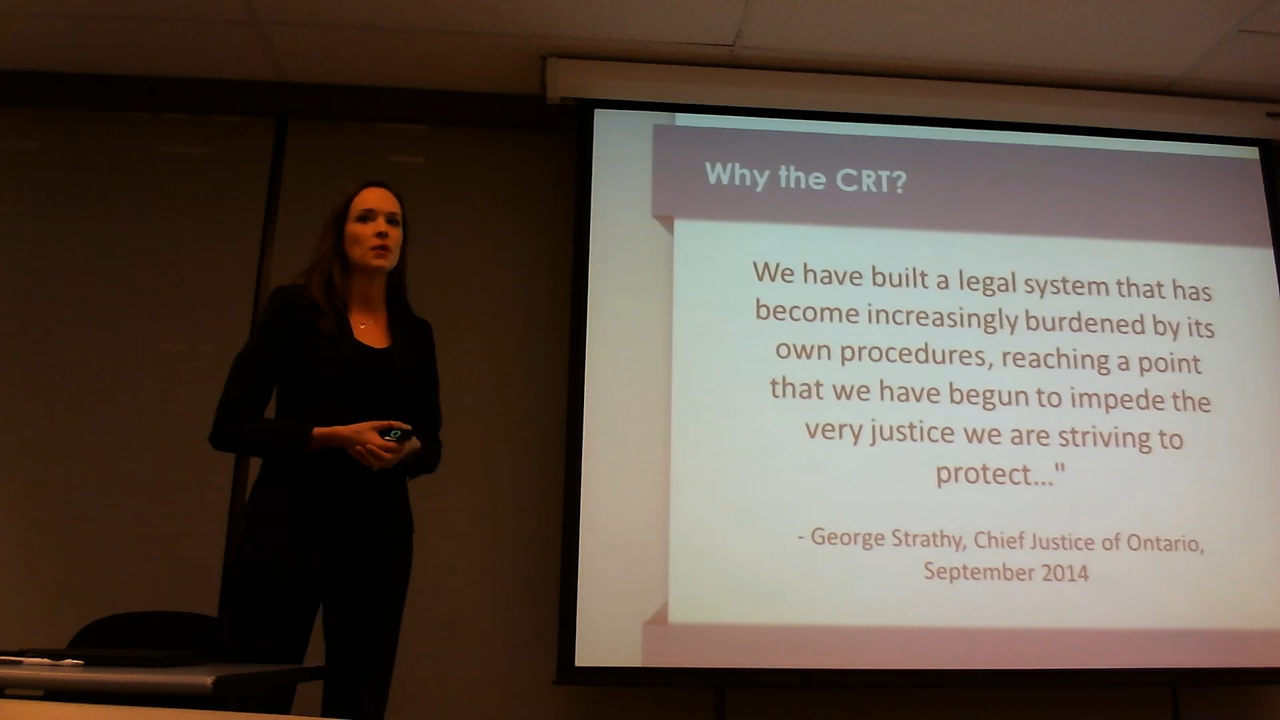 Why the CRT?
We have built a legal system that has
become increasingly burdened by its
own procedures, reaching a point
that we have begun to impede the
very justice we are striving to
protect..."
- George Strathy, Chief Justice of Ontario,
September 2014